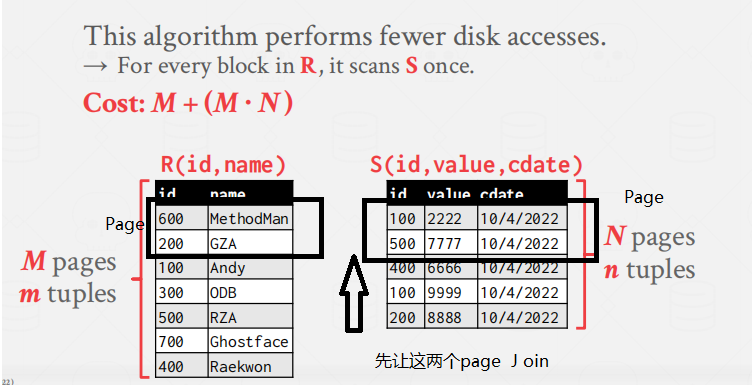 This algorithm performs fewer disk accesses.
→ For every block in R, it scans S once.
Cost: M + (M · N)
R(id,name)
id name
600 MethodMan
200 GZA
100 Andy
300 ODB
500 RZA
700 Ghostface
400 Raekwon
Page
M pages
m tuples
S(id,value,cdate)
id value cdate
100 2222 10/4/2022
500 7777 10/4/2022
400 6666 10/4/2022
100 9999 10/4/2022
200 8888 10/4/2022
Page
N pages
n tuples
先让这两个page Join
22)